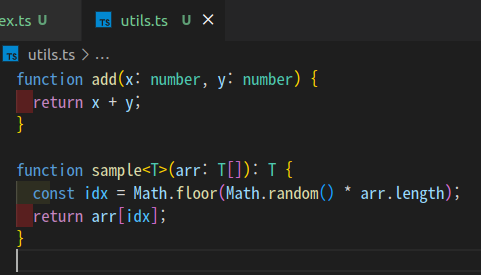 ex.ts U
TS utils.ts U ×
TS utils.ts > ...
function add(x: number, y: number) {
  return x + y;
}

function sample<T>(arr: T[]): T {
  const idx = Math.floor(Math.random() * arr.length);
  return arr[idx];
}